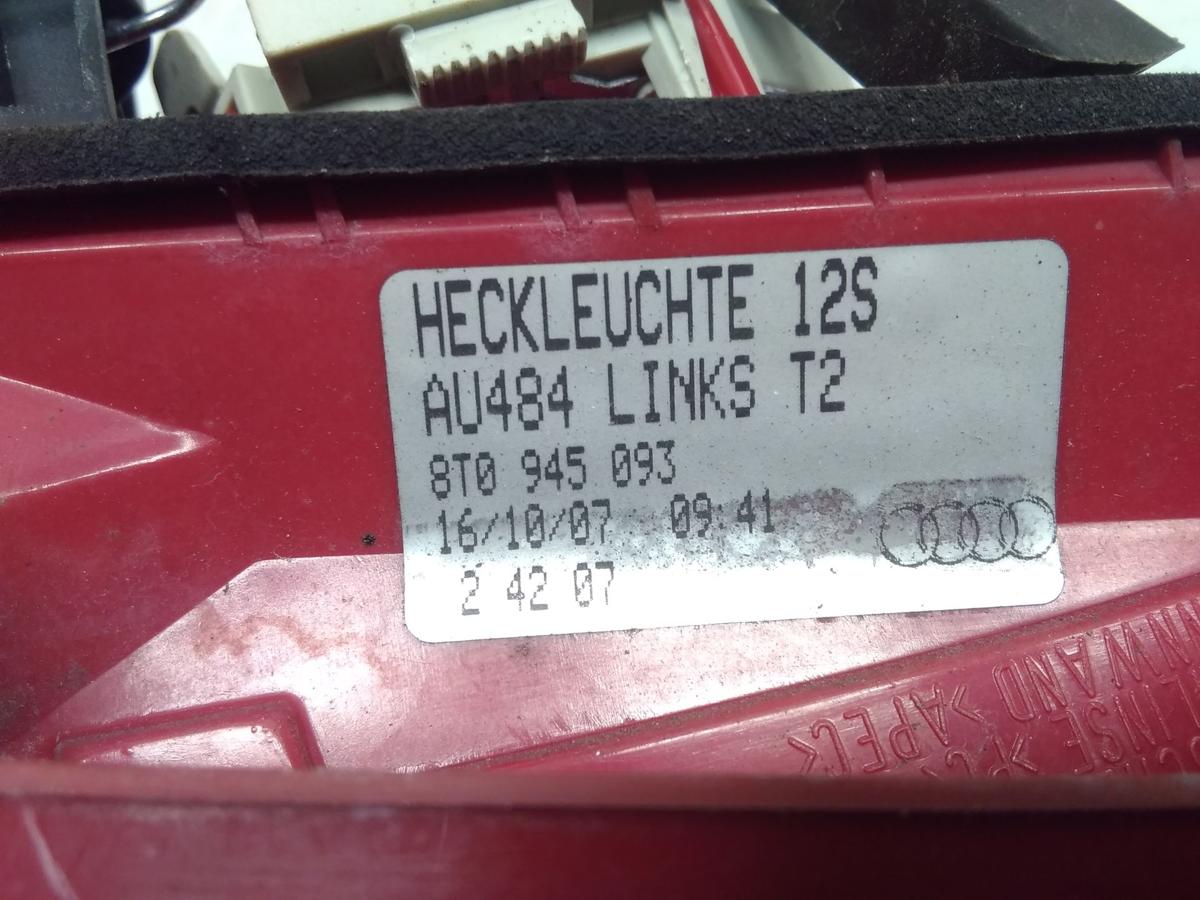 HECKLEUCHTE 12S
AU484 LINKS T2
8T0 945 093
16/10/07 09:41
2 42 07